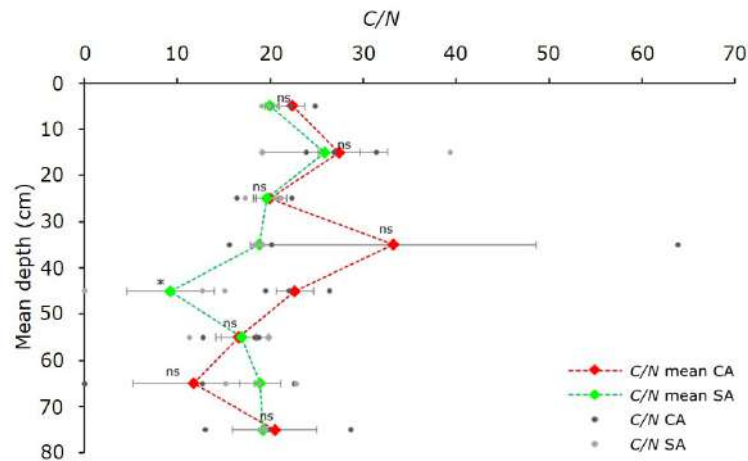 C/N
0 10 20 30 40 50 60 70
0
ns
10
ns
20
ns
30
ns
40
*
50
ns
60
ns
70
ns
80
Mean depth (cm)
C/N mean CA
C/N mean SA
C/N CA
C/N SA